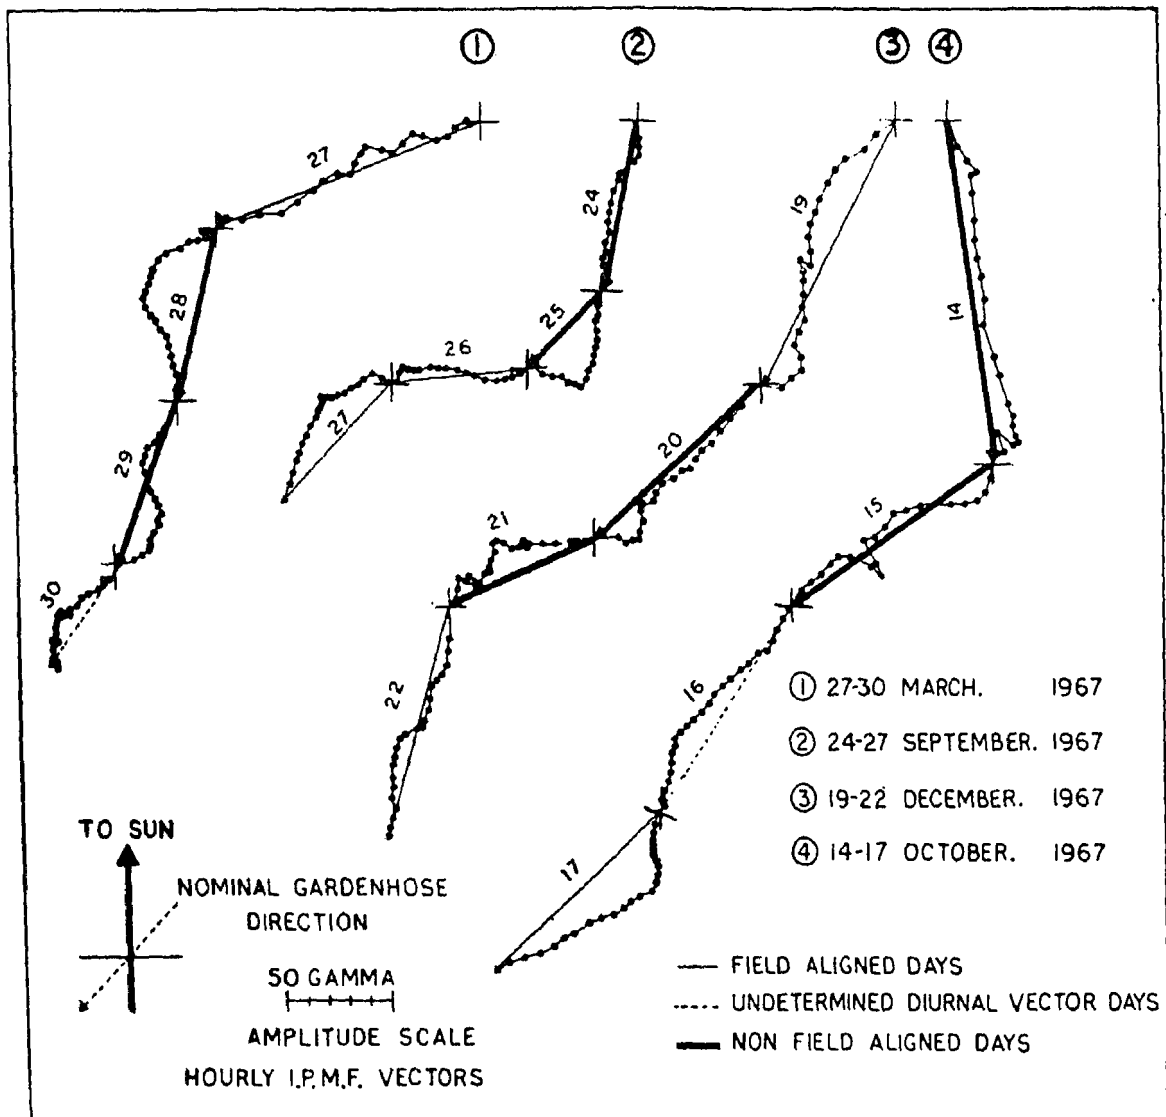 ① ② ③ ④
27
28
29
30
24
25
26
27
19
20
21
22
14
15
16
17
① 27-30 MARCH. 1967
② 24-27 SEPTEMBER. 1967
③ 19-22 DECEMBER. 1967
④ 14-17 OCTOBER. 1967
TO SUN
NOMINAL GARDENHOSE
DIRECTION
50 GAMMA
AMPLITUDE SCALE
HOURLY I.P.M.F. VECTORS
FIELD ALIGNED DAYS
UNDETERMINED DIURNAL VECTOR DAYS
NON FIELD ALIGNED DAYS